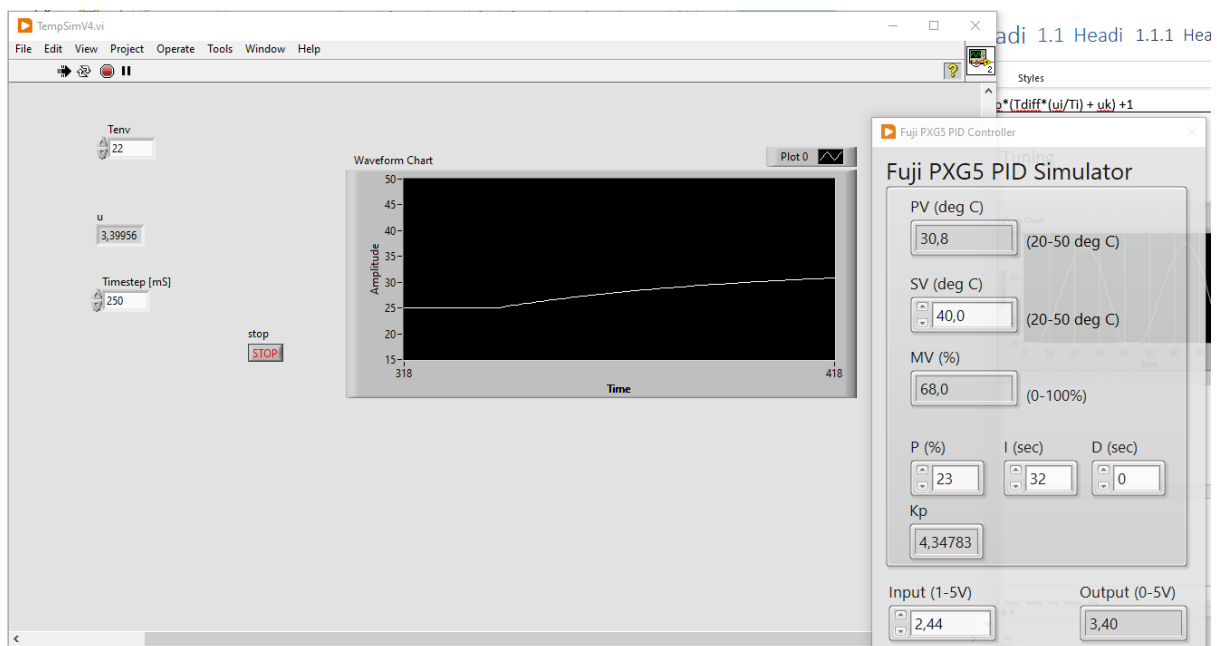 TempSimV4.vi
File Edit View Project Operate Tools Window Help
2
Tenv
22
u
3,39956
Timestep [mS]
250
stop
STOP
Waveform Chart
Plot 0
Amplitude
50
45
40
35
30
25
20
15
318
418
Time
adi 1.1 Headi 1.1.1 Hea
Styles
*(Tdiff*(ui/Ti) + uk) +1
Tuning
Fuji PXG5 PID Controller
Fuji PXG5 PID Simulator
PV (deg C)
30,8
(20-50 deg C)
SV (deg C)
40,0
(20-50 deg C)
MV (%)
68,0
(0-100%)
P (%) I (sec) D (sec)
23 32 0
Kp
4,34783
Input (1-5V) Output (0-5V)
2,44 3,40